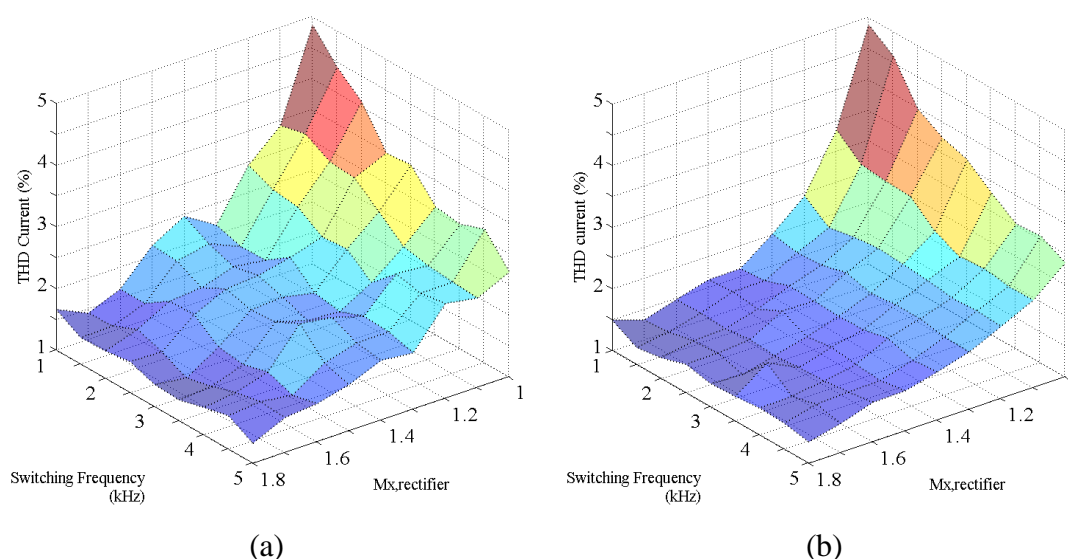 5
4
3
2
1
THD Current (%)
1
2
3
4
5
Switching Frequency
(kHz)
1.8
1.6
1.4
1.2
1
Mx,rectifier
(a)
5
4
3
2
1
THD current (%)
1
2
3
4
5
Switching Frequency
(kHz)
1.8
1.6
1.4
1.2
Mx,rectifier
(b)